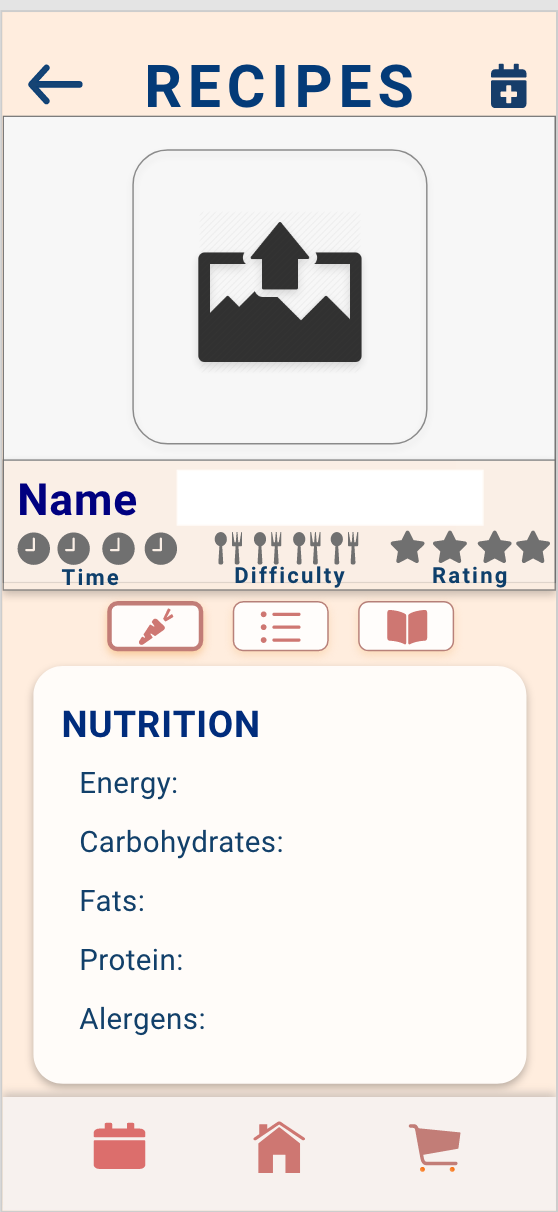 RECIPES
Name
Time Difficulty Rating
NUTRITION
Energy:
Carbohydrates:
Fats:
Protein:
Alergens: